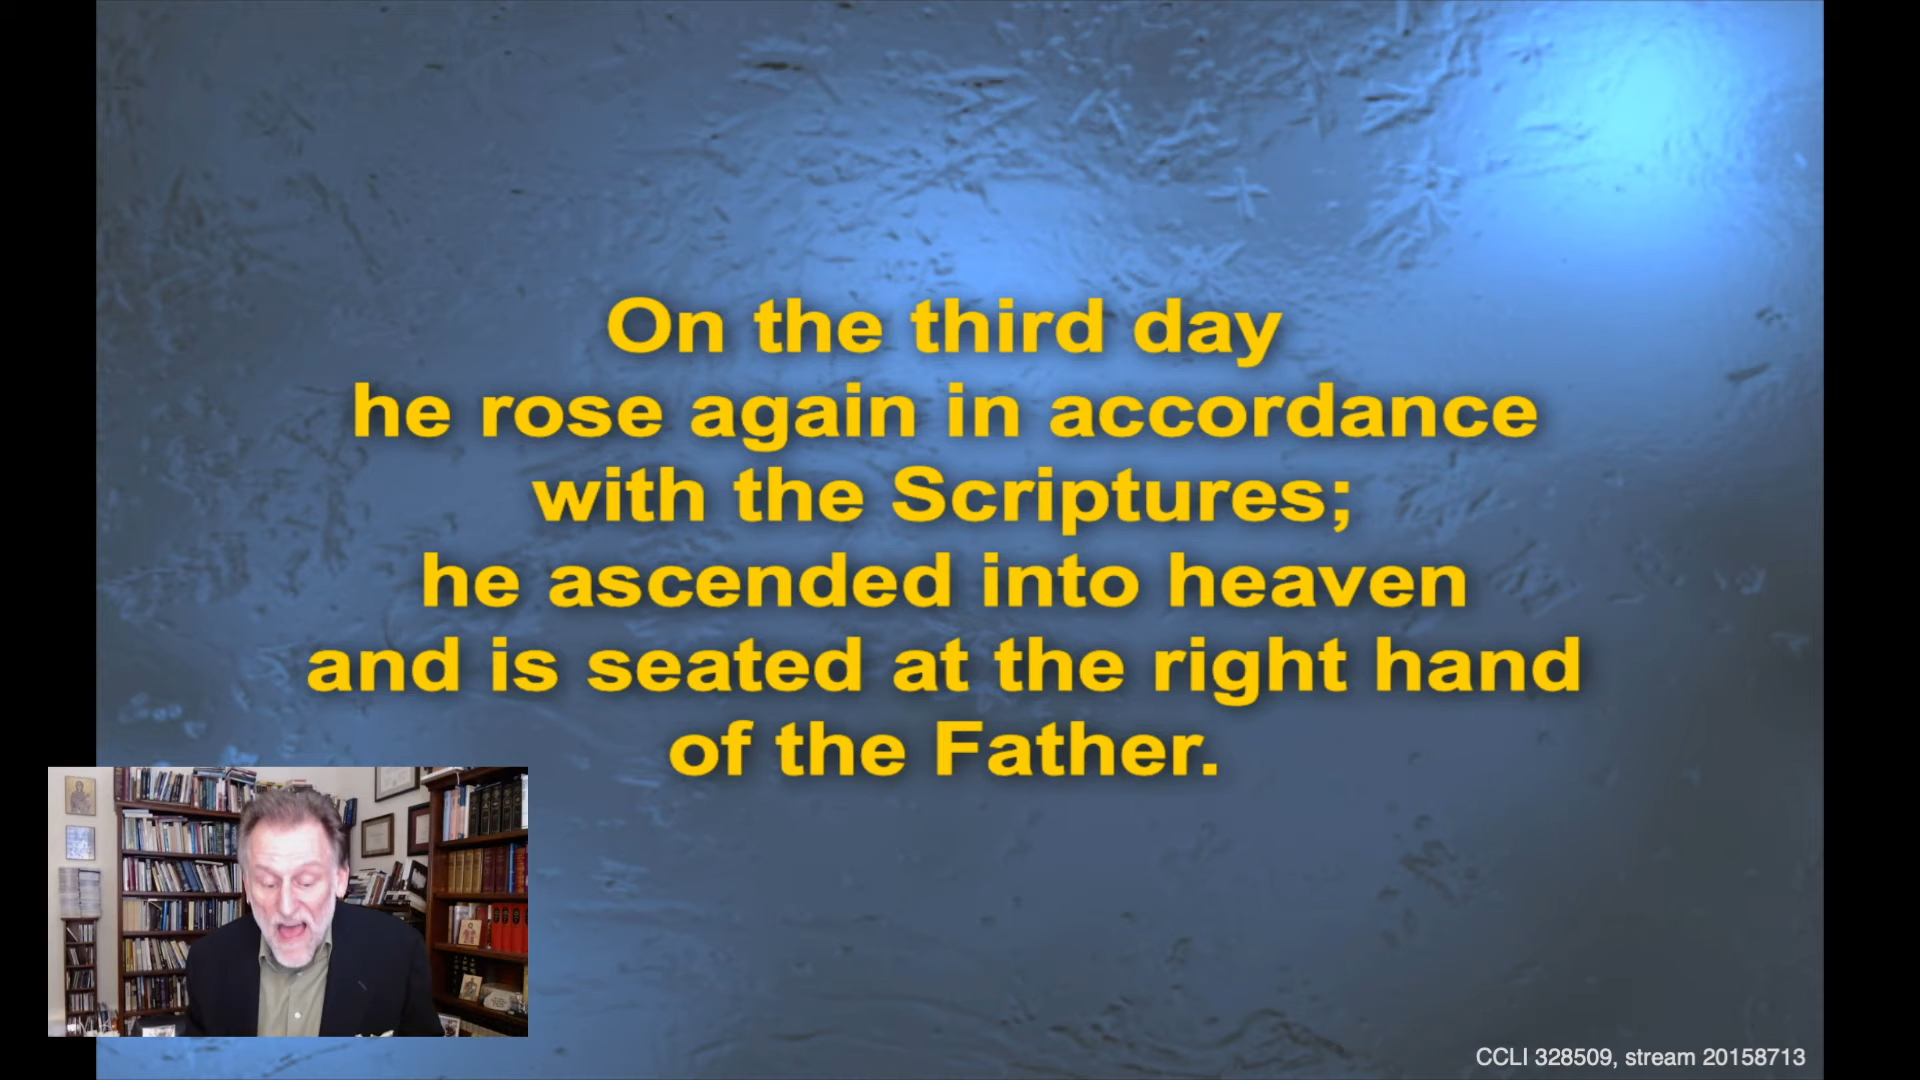 On the third day
he rose again in accordance
with the Scriptures;
he ascended into heaven
and is seated at the right hand
of the Father.
CCLI 328509, stream 20158713